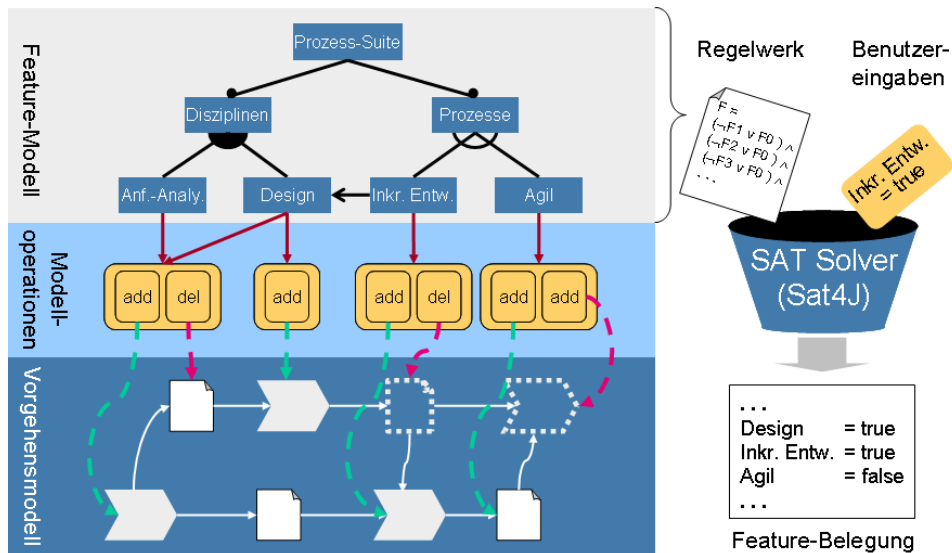 Feature-Modell
Prozess-Suite
Disziplinen
Prozesse
Anf.-Analy.
Design
Inkr. Entw.
Agil
Modell-
operationen
add
del
add
add
del
add
add
Vorgehensmodell
Regelwerk
Benutzer-
eingaben
F =
(¬F1 v F0 ) ∧
(¬F2 v F0 ) ∧
(¬F3 v F0 ) ∧
. . .
Inkr. Entw.
= true
SAT Solver
(Sat4J)
. . .
Design = true
Inkr. Entw. = true
Agil = false
. . .
Feature-Belegung